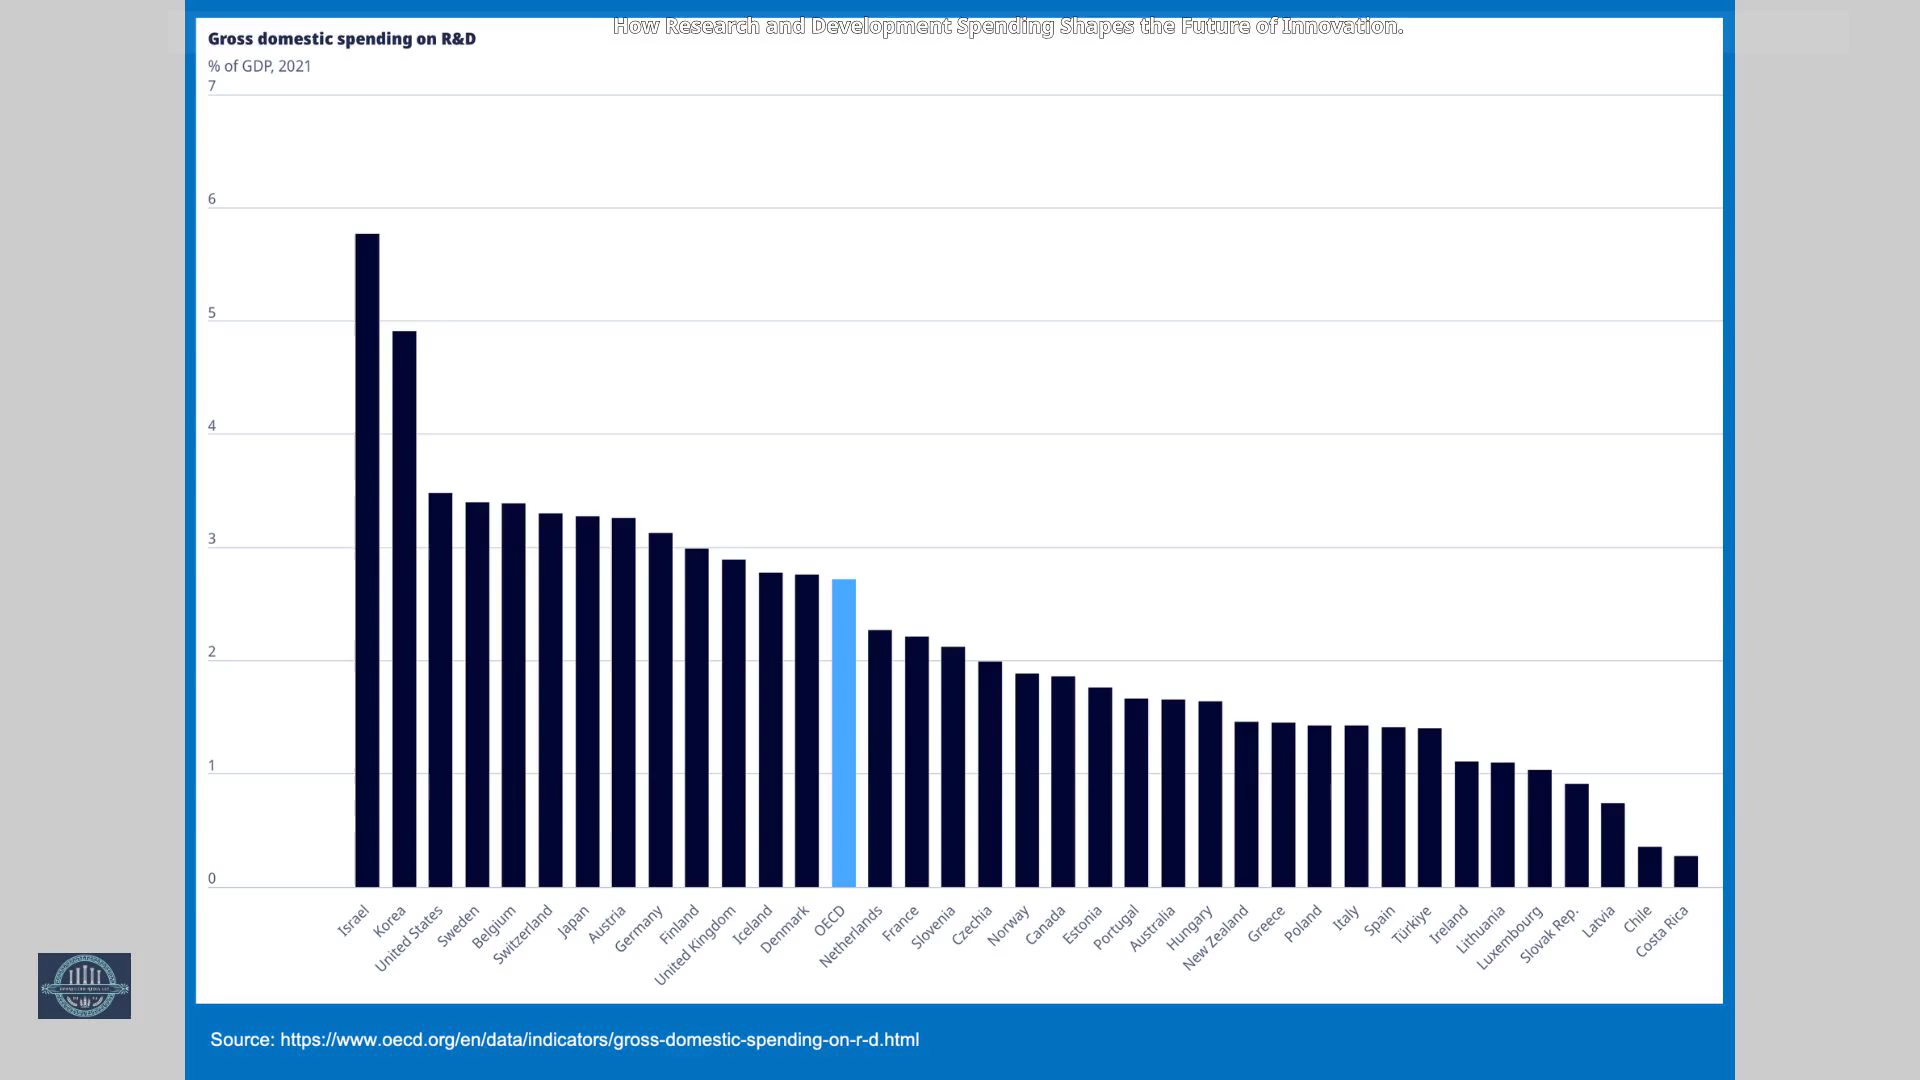 How Research and Development Spending Shapes the Future of Innovation.
Gross domestic spending on R&D
% of GDP, 2021
7
6
5
4
3
2
1
0
Israel
Korea
United States
Sweden
Belgium
Switzerland
Japan
Austria
Germany
Finland
United Kingdom
Iceland
Denmark
OECD
Netherlands
France
Slovenia
Czechia
Norway
Canada
Estonia
Portugal
Australia
Hungary
New Zealand
Greece
Poland
Italy
Spain
Türkiye
Ireland
Lithuania
Luxembourg
Slovak Rep.
Latvia
Chile
Costa Rica
Source: https://www.oecd.org/en/data/indicators/gross-domestic-spending-on-r-d.html